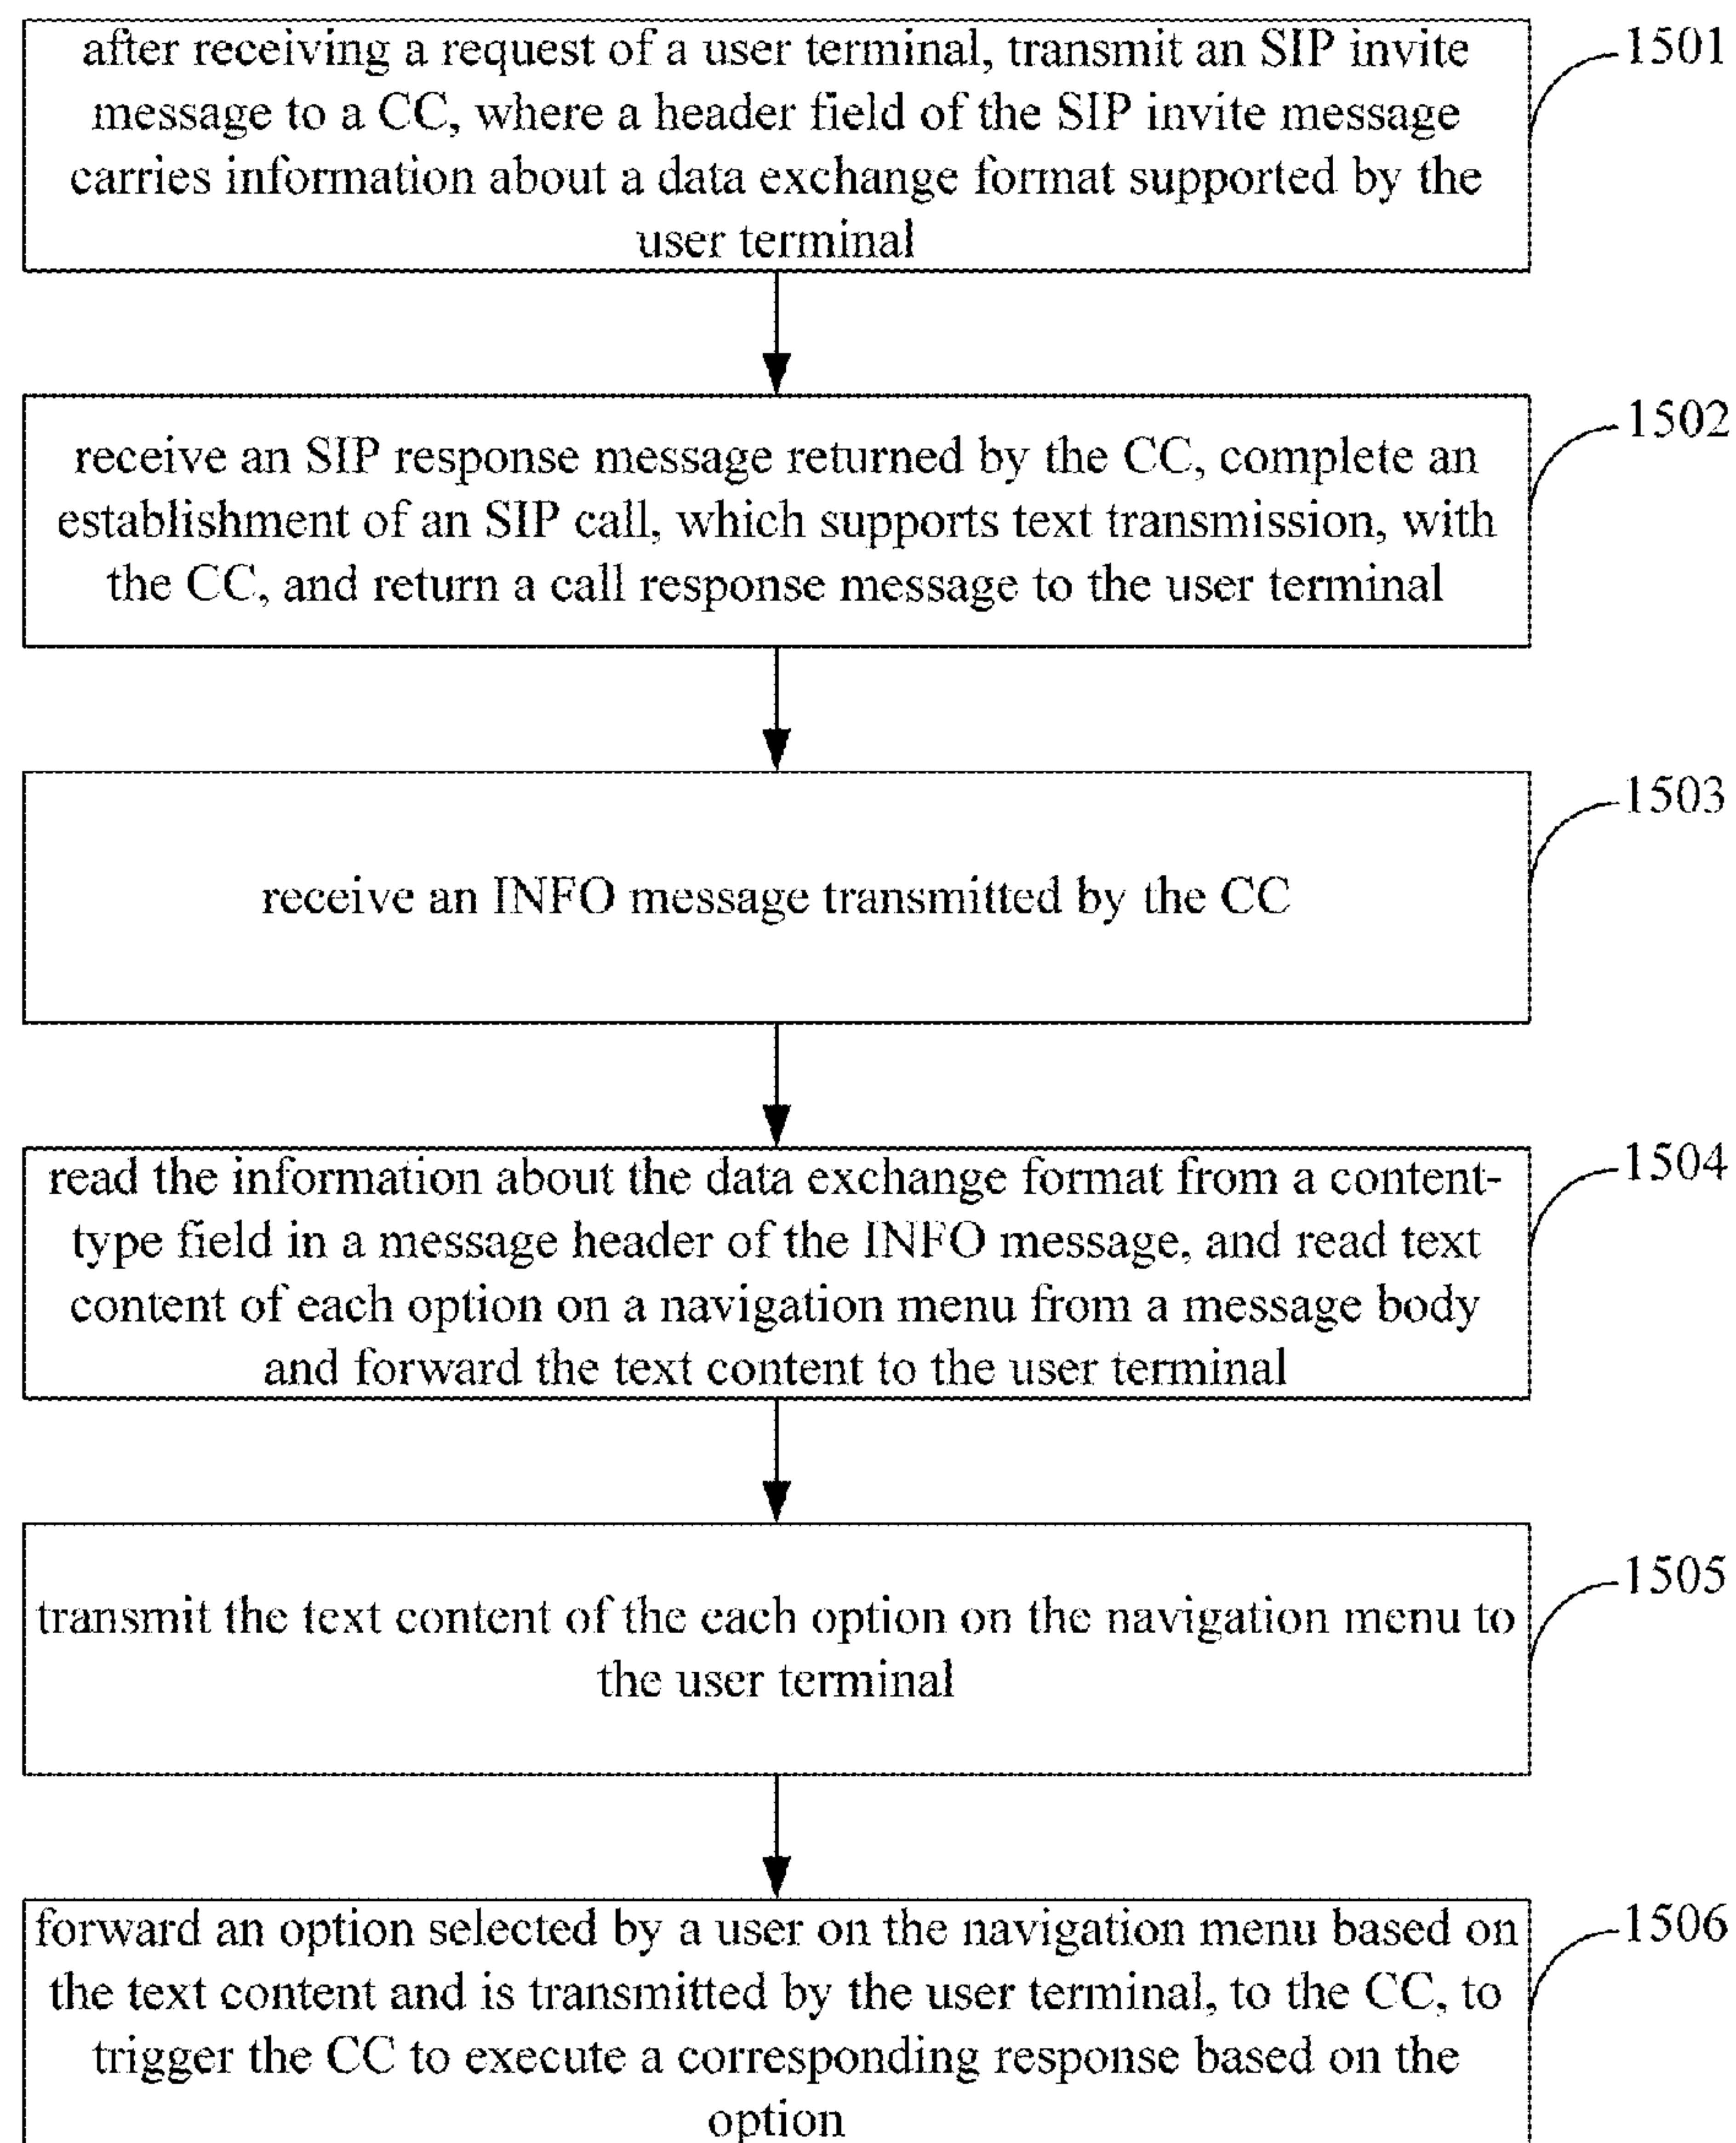 after receiving a request of a user terminal, transmit an SIP invite
message to a CC, where a header field of the SIP invite message
carries information about a data exchange format supported by the
user terminal
1501
receive an SIP response message returned by the CC, complete an
establishment of an SIP call, which supports text transmission, with
the CC, and return a call response message to the user terminal
1502
receive an INFO message transmitted by the CC
1503
read the information about the data exchange format from a content-
type field in a message header of the INFO message, and read text
content of each option on a navigation menu from a message body
and forward the text content to the user terminal
1504
transmit the text content of the each option on the navigation menu to
the user terminal
1505
forward an option selected by a user on the navigation menu based on
the text content and is transmitted by the user terminal, to the CC, to
trigger the CC to execute a corresponding response based on the
option
1506